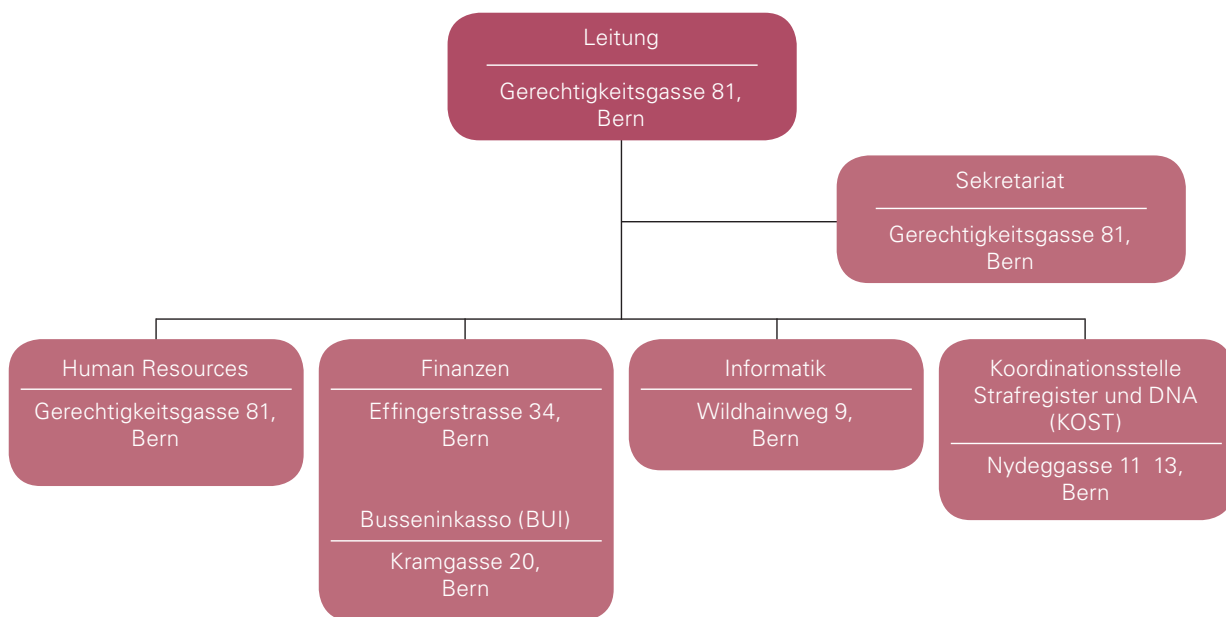 Leitung
Gerechtigkeitsgasse 81,
Bern
Sekretariat
Gerechtigkeitsgasse 81,
Bern
Human Resources
Gerechtigkeitsgasse 81,
Bern
Finanzen
Effingerstrasse 34,
Bern
Busseninkasso (BUI)
Kramgasse 20,
Bern
Informatik
Wildhainweg 9,
Bern
Koordinationsstelle
Strafregister und DNA
(KOST)
Nydeggasse 11  13,
Bern